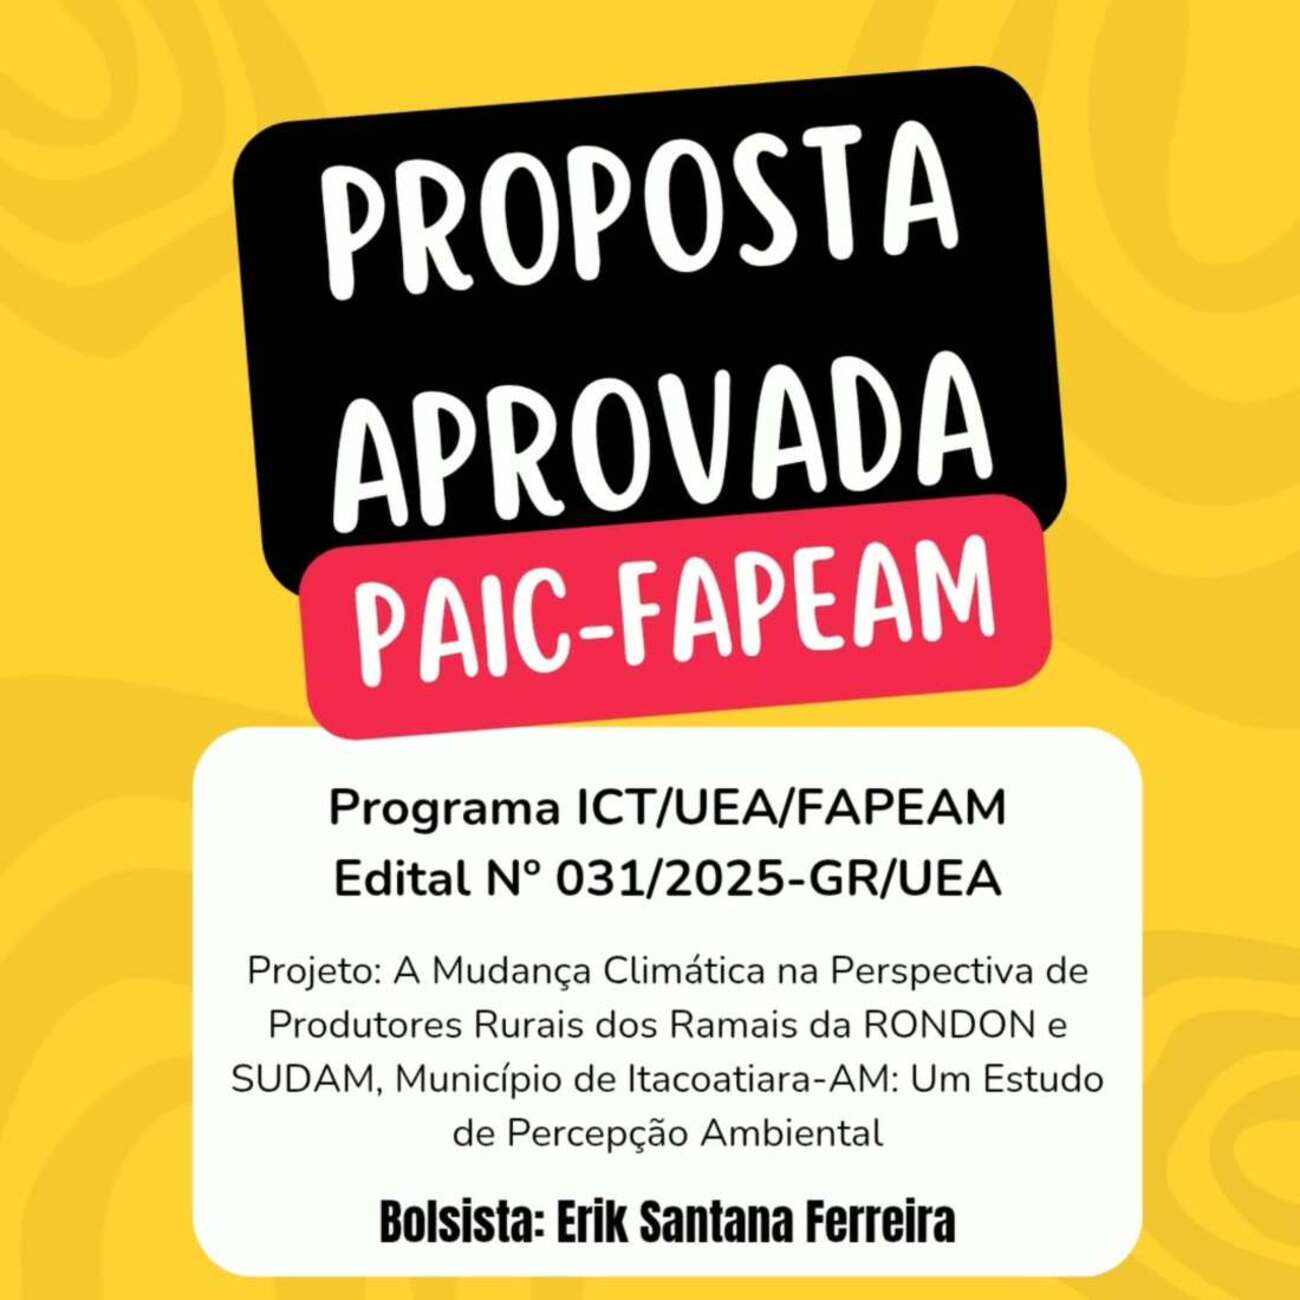 PROPOSTA
APROVADA
PAIC-FAPEAM
Programa ICT/UEA/FAPEAM
Edital Nº 031/2025-GR/UEA
Projeto: A Mudança Climática na Perspectiva de
Produtores Rurais dos Ramais da RONDON e
SUDAM, Município de Itacoatiara-AM: Um Estudo
de Percepção Ambiental
Bolsista: Erik Santana Ferreira